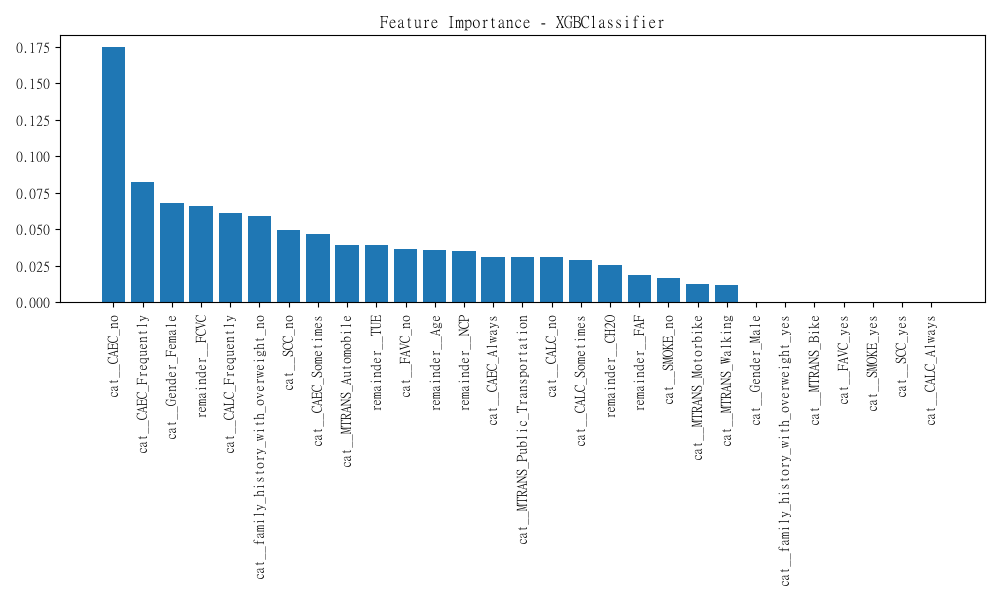 Feature Importance - XGBClassifier
0.175
0.150
0.125
0.100
0.075
0.050
0.025
0.000
cat__CAEC_no
cat__CAEC_Frequently
cat__Gender_Female
remainder__FCVC
cat__CALC_Frequently
cat__family_history_with_overweight_no
cat__SCC_no
cat__CAEC_Sometimes
cat__MTRANS_Automobile
remainder__TUE
cat__FAVC_no
remainder__Age
remainder__NCP
cat__CAEC_Always
cat__MTRANS_Public_Transportation
cat__CALC_no
cat__CALC_Sometimes
remainder__CH2O
remainder__FAF
cat__SMOKE_no
cat__MTRANS_Motorbike
cat__MTRANS_Walking
cat__Gender_Male
cat__family_history_with_overweight_yes
cat__MTRANS_Bike
cat__FAVC_yes
cat__SMOKE_yes
cat__SCC_yes
cat__CALC_Always